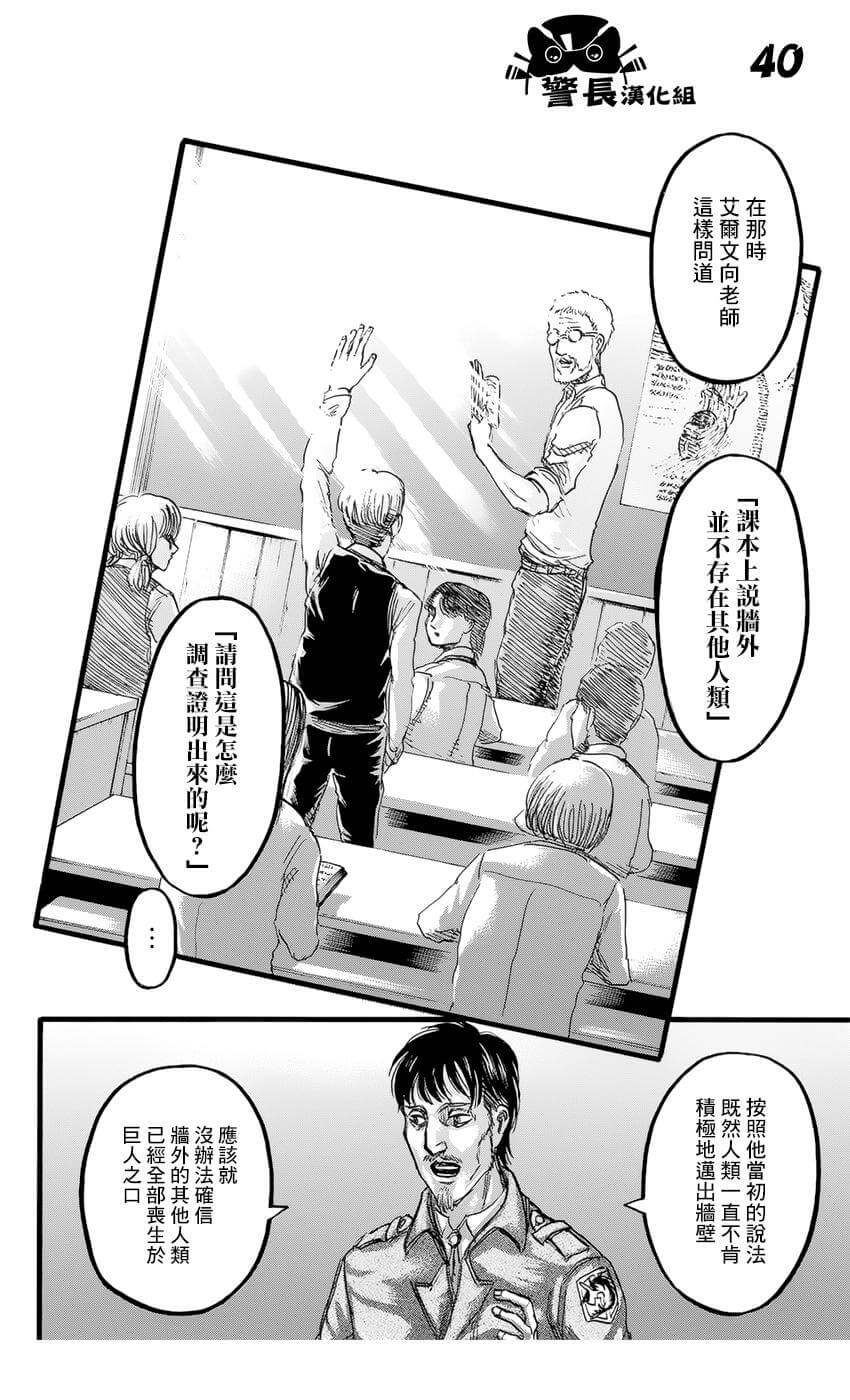 警長漢化組
40
在那時
艾爾文向老師
這樣問道
「課本上説牆外
並不存在其他人類」
「請問這是怎麼
調查證明出來的呢？」
…
按照他當初的說法
既然人類一直不肯
積極地邁出牆壁
應該就
沒辦法確信
牆外的其他人類
已經全部喪生於
巨人之口